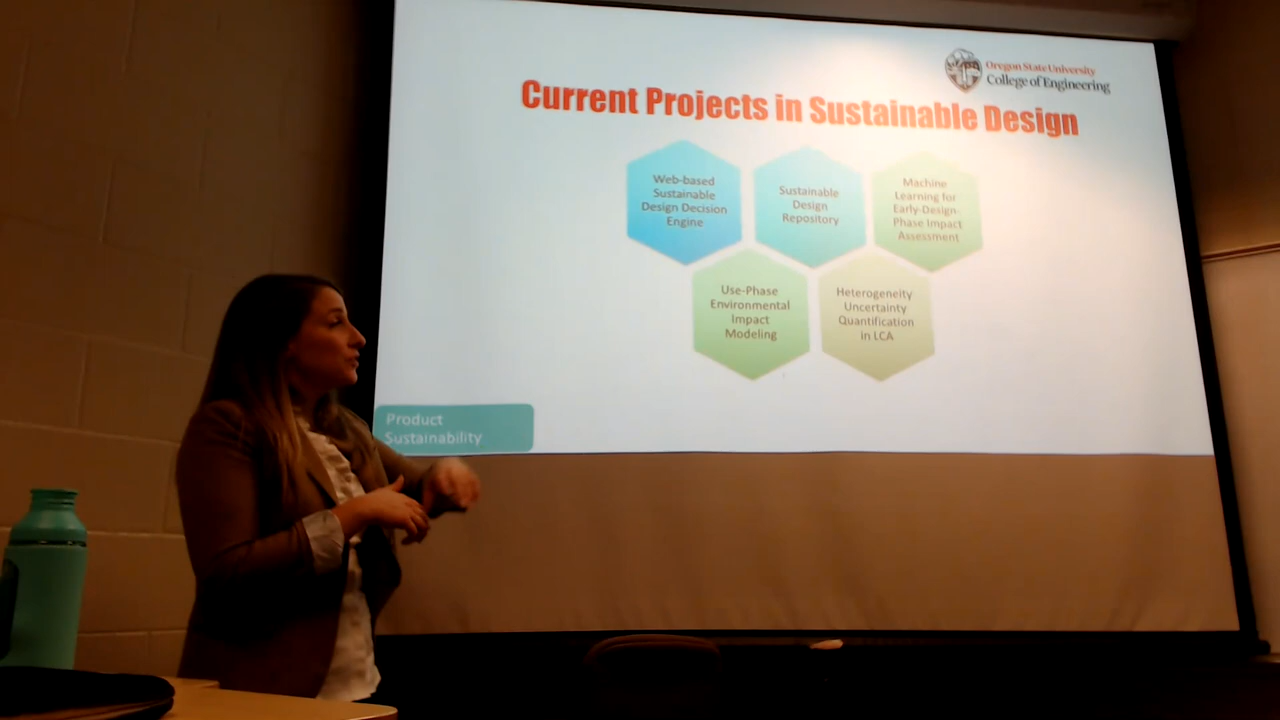 Oregon State University
College of Engineering
Current Projects in Sustainable Design
Web-based
Sustainable
Design Decision
Engine
Sustainable
Design
Repository
Machine
Learning for
Early-Design-
Phase Impact
Assessment
Use-Phase
Environmental
Impact
Modeling
Heterogeneity
Uncertainty
Quantification
in LCA
Product
Sustainability